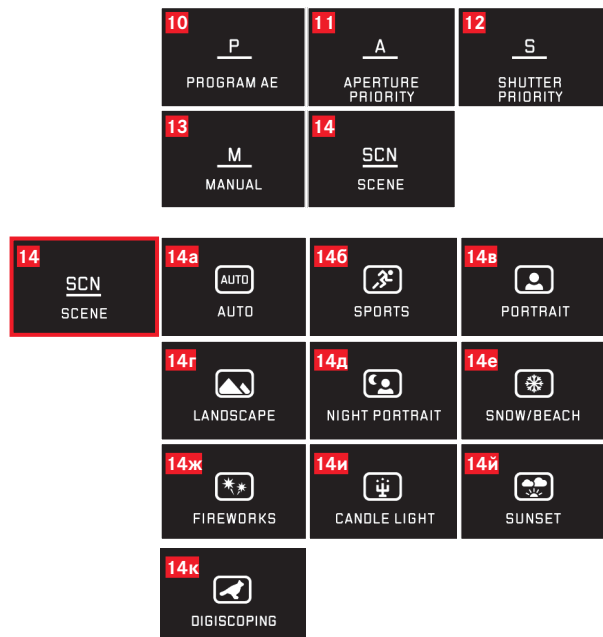 10
P
PROGRAM AE
11
A
APERTURE
PRIORITY
12
S
SHUTTER
PRIORITY
13
M
MANUAL
14
SCN
SCENE
14
SCN
SCENE
14а
AUTO
AUTO
14б
SPORTS
14в
PORTRAIT
14г
LANDSCAPE
14д
NIGHT PORTRAIT
14е
SNOW/BEACH
14ж
FIREWORKS
14и
CANDLE LIGHT
14й
SUNSET
14к
DIGISCOPING